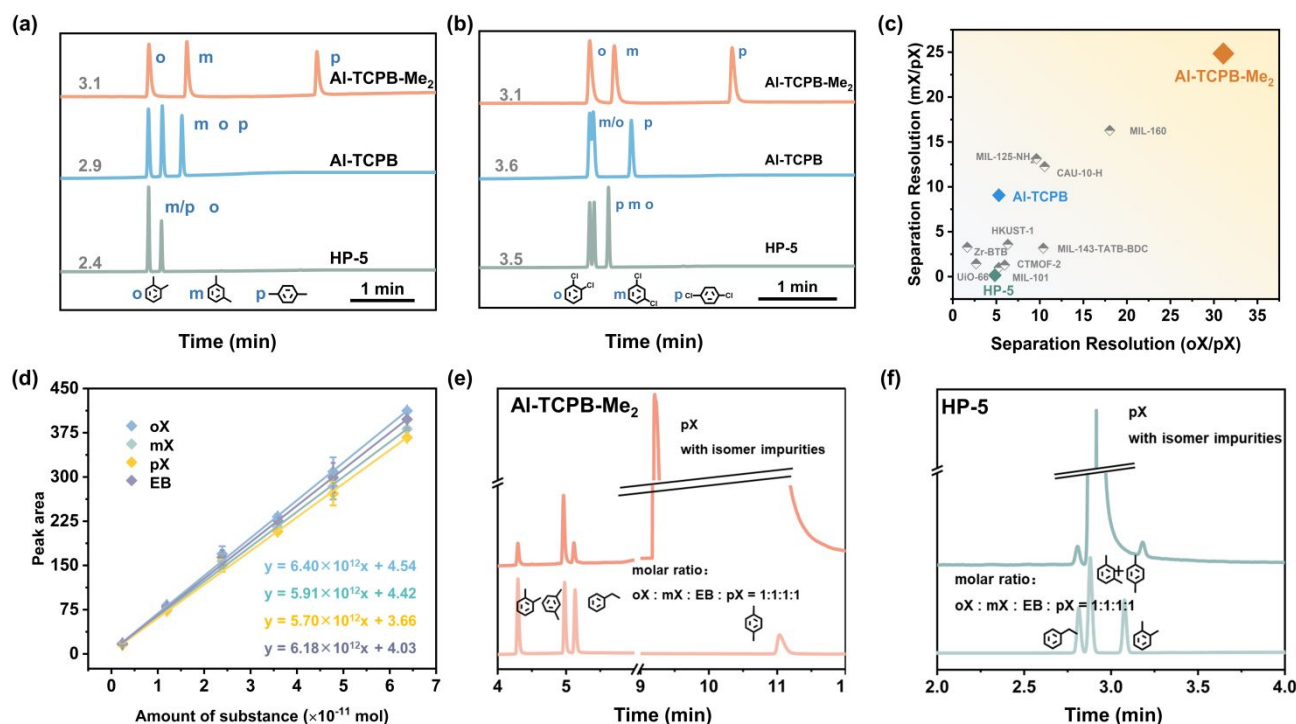 (a)
o
m
p
3.1
Al-TCPB-Me₂
m o p
2.9
Al-TCPB
m/p o
2.4
HP-5
o
m
p
1 min
Time (min)
(b)
o
m
p
3.1
Al-TCPB-Me₂
m/o
p
3.6
Al-TCPB
p m o
3.5
HP-5
o
Cl
Cl
m
Cl
Cl
p
Cl
Cl
1 min
Time (min)
(c)
Separation Resolution (mX/pX)
25
20
15
10
5
0
Al-TCPB-Me₂
MIL-160
MIL-125-NH
CAU-10-H
Al-TCPB
HKUST-1
Zr-BTB
MIL-143-TATB-BDC
CTMOF-2
UiO-66
MIL-101
HP-5
0 5 10 15 20 25 30 35
Separation Resolution (oX/pX)
(d)
Peak area
450
375
300
225
150
75
0
oX
mX
pX
EB
y = 6.40×10¹²x + 4.54
y = 5.91×10¹²x + 4.42
y = 5.70×10¹²x + 3.66
y = 6.18×10¹²x + 4.03
0 1 2 3 4 5 6 7
Amount of substance (×10⁻¹¹ mol)
(e)
Al-TCPB-Me₂
pX
with isomer impurities
molar ratio:
oX : mX : EB : pX = 1:1:1:1
4 5 9 10 11 1
Time (min)
(f)
HP-5
pX
with isomer impurities
+
molar ratio:
oX : mX : EB : pX = 1:1:1:1
2.0 2.5 3.0 3.5 4.0
Time (min)